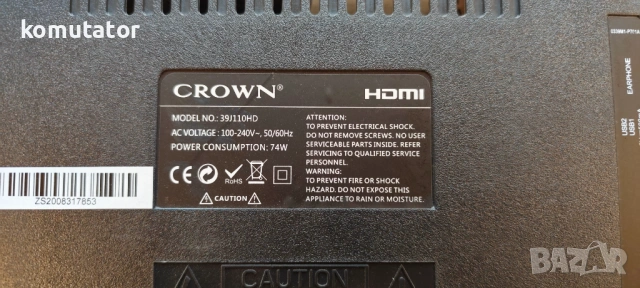 komutator
CROWN®
HDMI
MODEL NO.: 39J110HD
AC VOLTAGE : 100-240V~, 50/60Hz
POWER CONSUMPTION: 74W
CE RoHS
CAUTION
ATTENTION:
TO PREVENT ELECTRICAL SHOCK.
DO NOT REMOVE SCREWS. NO USER
SERVICEABLE PARTS INSIDE. REFER
SERVICING TO QUALIFIED SERVICE
PERSONNEL.
WARNING:
TO PREVENT FIRE OR SHOCK
HAZARD. DO NOT EXPOSE THIS
APPLIANCE TO RAIN OR MOISTURE.
ZS2008317853
CAUTION
EARPHONE
USB2
USB1
bazar